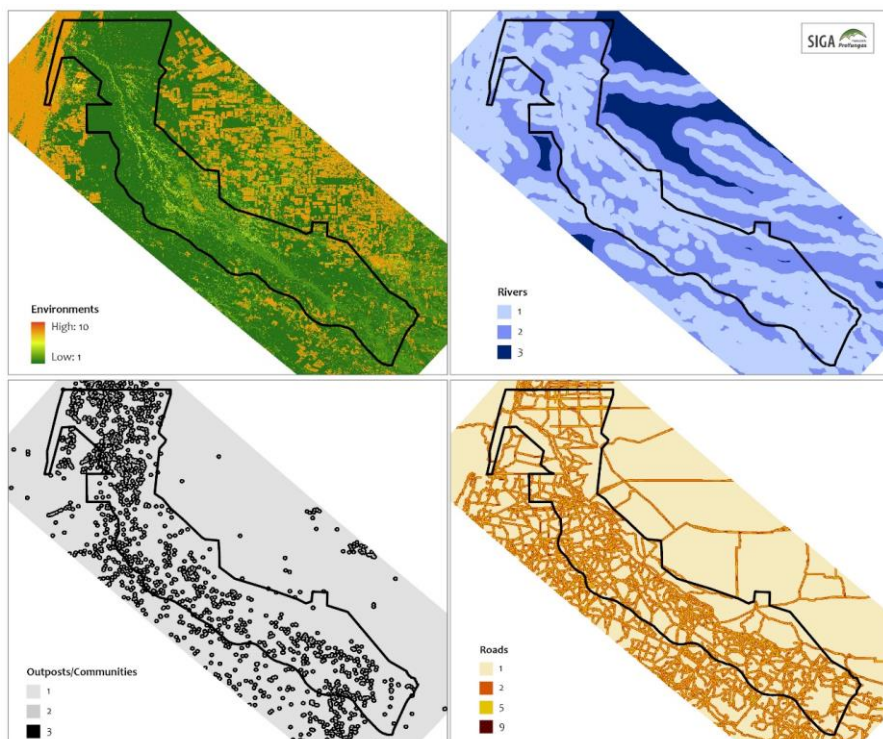 SIGA
ProYungas
Environments
High: 10
Low: 1
Rivers
1
2
3
Outposts/Communities
1
2
3
Roads
1
2
5
9